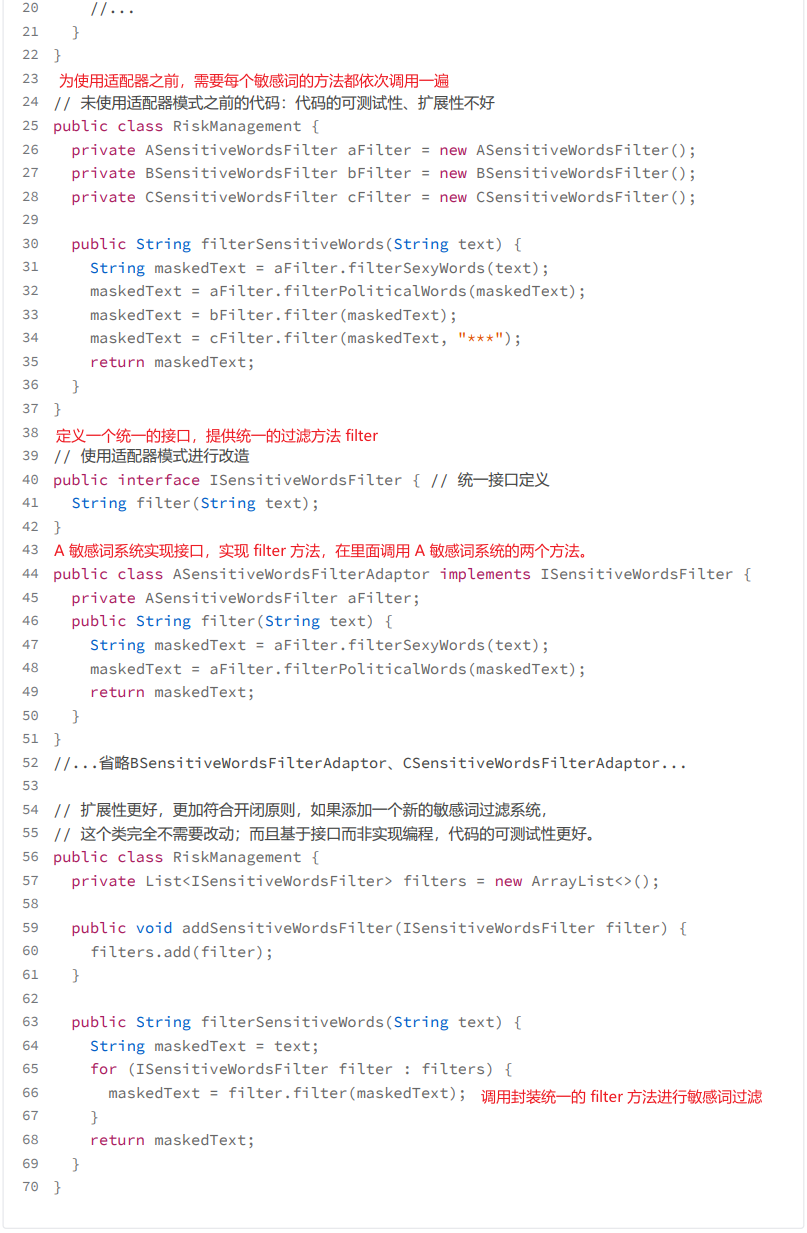 20     //...
21   }
22 }
23 为使用适配器之前，需要每个敏感词的方法都依次调用一遍
24 // 未使用适配器模式之前的代码：代码的可测试性、扩展性不好
25 public class RiskManagement {
26   private ASensitiveWordsFilter aFilter = new ASensitiveWordsFilter();
27   private BSensitiveWordsFilter bFilter = new BSensitiveWordsFilter();
28   private CSensitiveWordsFilter cFilter = new CSensitiveWordsFilter();
29
30   public String filterSensitiveWords(String text) {
31     String maskedText = aFilter.filterSexyWords(text);
32     maskedText = aFilter.filterPoliticalWords(maskedText);
33     maskedText = bFilter.filter(maskedText);
34     maskedText = cFilter.filter(maskedText, "***");
35     return maskedText;
36   }
37 }
38 定义一个统一的接口，提供统一的过滤方法 filter
39 // 使用适配器模式进行改造
40 public interface ISensitiveWordsFilter { // 统一接口定义
41   String filter(String text);
42 }
43 A 敏感词系统实现接口，实现 filter 方法，在里面调用 A 敏感词系统的两个方法。
44 public class ASensitiveWordsFilterAdaptor implements ISensitiveWordsFilter {
45   private ASensitiveWordsFilter aFilter;
46   public String filter(String text) {
47     String maskedText = aFilter.filterSexyWords(text);
48     maskedText = aFilter.filterPoliticalWords(maskedText);
49     return maskedText;
50   }
51 }
52 //...省略BSensitiveWordsFilterAdaptor、CSensitiveWordsFilterAdaptor...
53
54 // 扩展性更好，更加符合开闭原则，如果添加一个新的敏感词过滤系统，
55 // 这个类完全不需要改动；而且基于接口而非实现编程，代码的可测试性更好。
56 public class RiskManagement {
57   private List<ISensitiveWordsFilter> filters = new ArrayList<>();
58
59   public void addSensitiveWordsFilter(ISensitiveWordsFilter filter) {
60     filters.add(filter);
61   }
62
63   public String filterSensitiveWords(String text) {
64     String maskedText = text;
65     for (ISensitiveWordsFilter filter : filters) {
66       maskedText = filter.filter(maskedText); 调用封装统一的 filter 方法进行敏感词过滤
67     }
68     return maskedText;
69   }
70 }